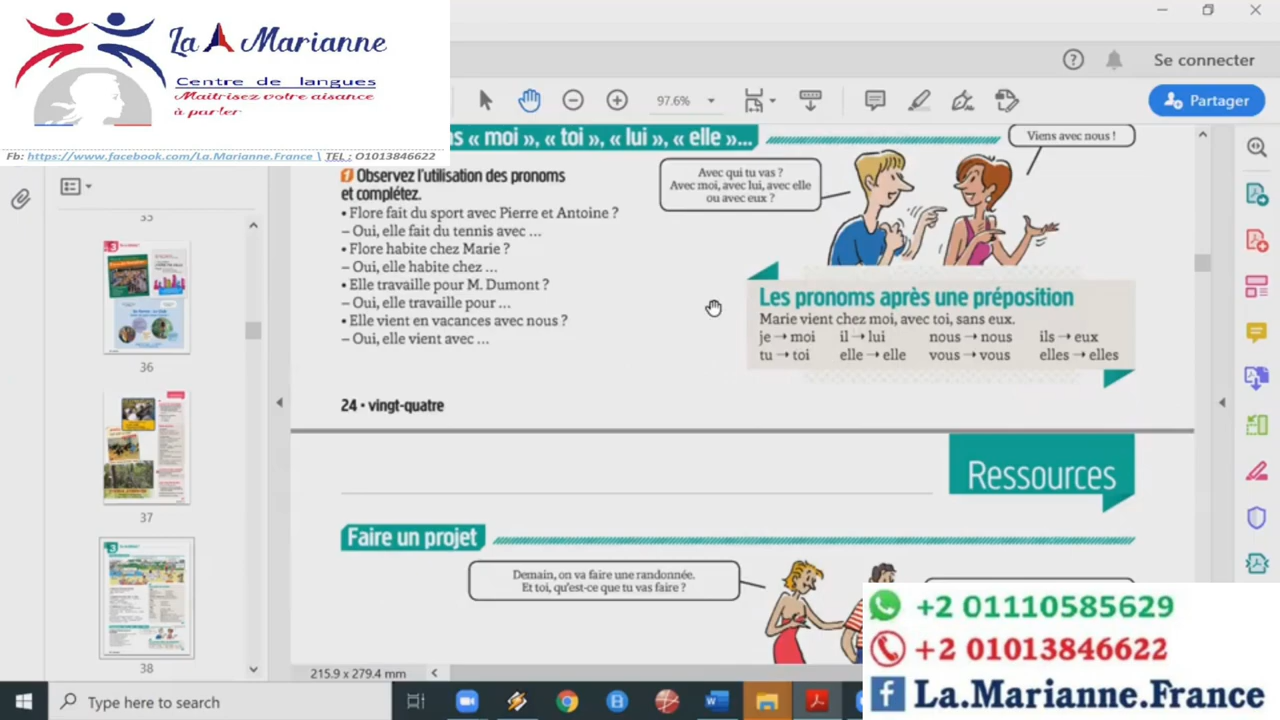 La Marianne
Centre de langues
Maîtrisez votre aisance
à parler
Fb: https://www.facebook.com/La.Marianne.France \ TEL : O1013846622
Se connecter
97.6%
Partager
ns « moi », « toi », « lui », « elle »...
Viens avec nous !
Avec qui tu vas ?
Avec moi, avec lui, avec elle
ou avec eux ?
1 Observez l'utilisation des pronoms
et complétez.
• Flore fait du sport avec Pierre et Antoine ?
– Oui, elle fait du tennis avec ...
• Flore habite chez Marie ?
– Oui, elle habite chez ...
• Elle travaille pour M. Dumont ?
– Oui, elle travaille pour ...
• Elle vient en vacances avec nous ?
– Oui, elle vient avec ...
Les pronoms après une préposition
Marie vient chez moi, avec toi, sans eux.
je → moi il → lui nous → nous ils → eux
tu → toi elle → elle vous → vous elles → elles
24 • vingt-quatre
Ressources
Faire un projet
Demain, on va faire une randonnée.
Et toi, qu'est-ce que tu vas faire ?
35
36
37
38
215.9 x 279.4 mm
Type here to search
+2 01110585629
+2 01013846622
La.Marianne.France